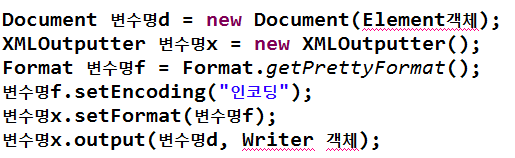 Document 변수명d = new Document(Element객체);
XMLOutputter 변수명x = new XMLOutputter();
Format 변수명f = Format.getPrettyFormat();
변수명f.setEncoding("인코딩");
변수명x.setFormat(변수명f);
변수명x.output(변수명d, Writer 객체);